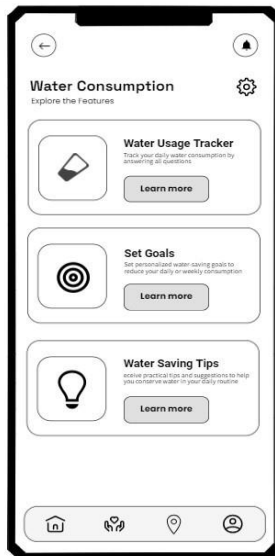 Water Consumption
Explore the Features
Water Usage Tracker
Track your daily water consumption by
answering all questions
Learn more
Set Goals
Set personalized water-saving goals to
reduce your daily or weekly consumption
Learn more
Water Saving Tips
eceive practical tips and suggestions to help
you conserve water in your daily routine
Learn more